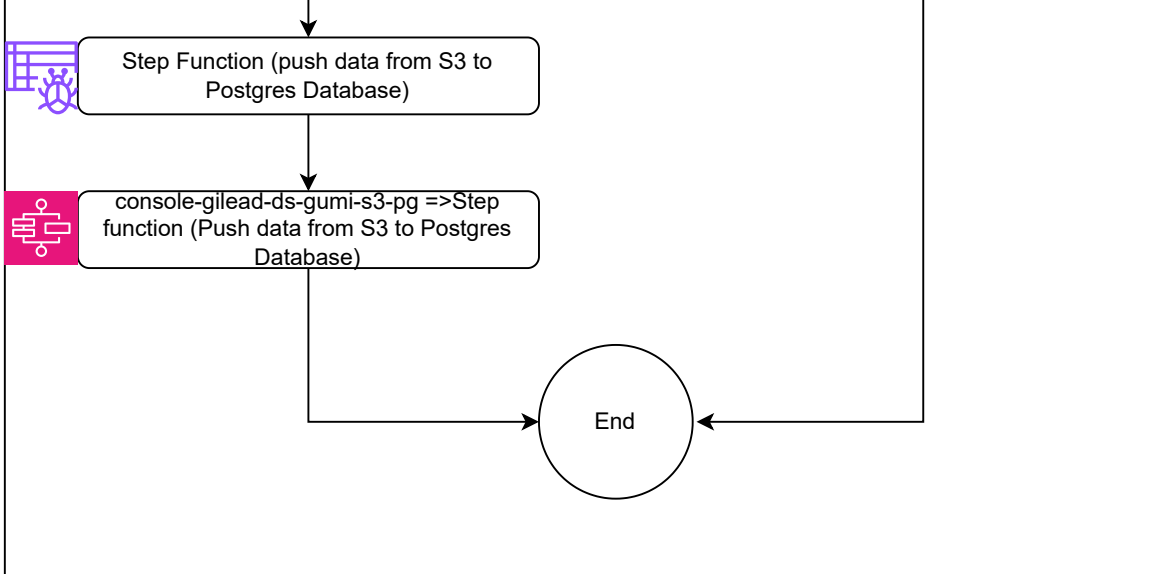 Step Function (push data from S3 to
Postgres Database)
console-gilead-ds-gumi-s3-pg =>Step
function (Push data from S3 to Postgres
Database)
End